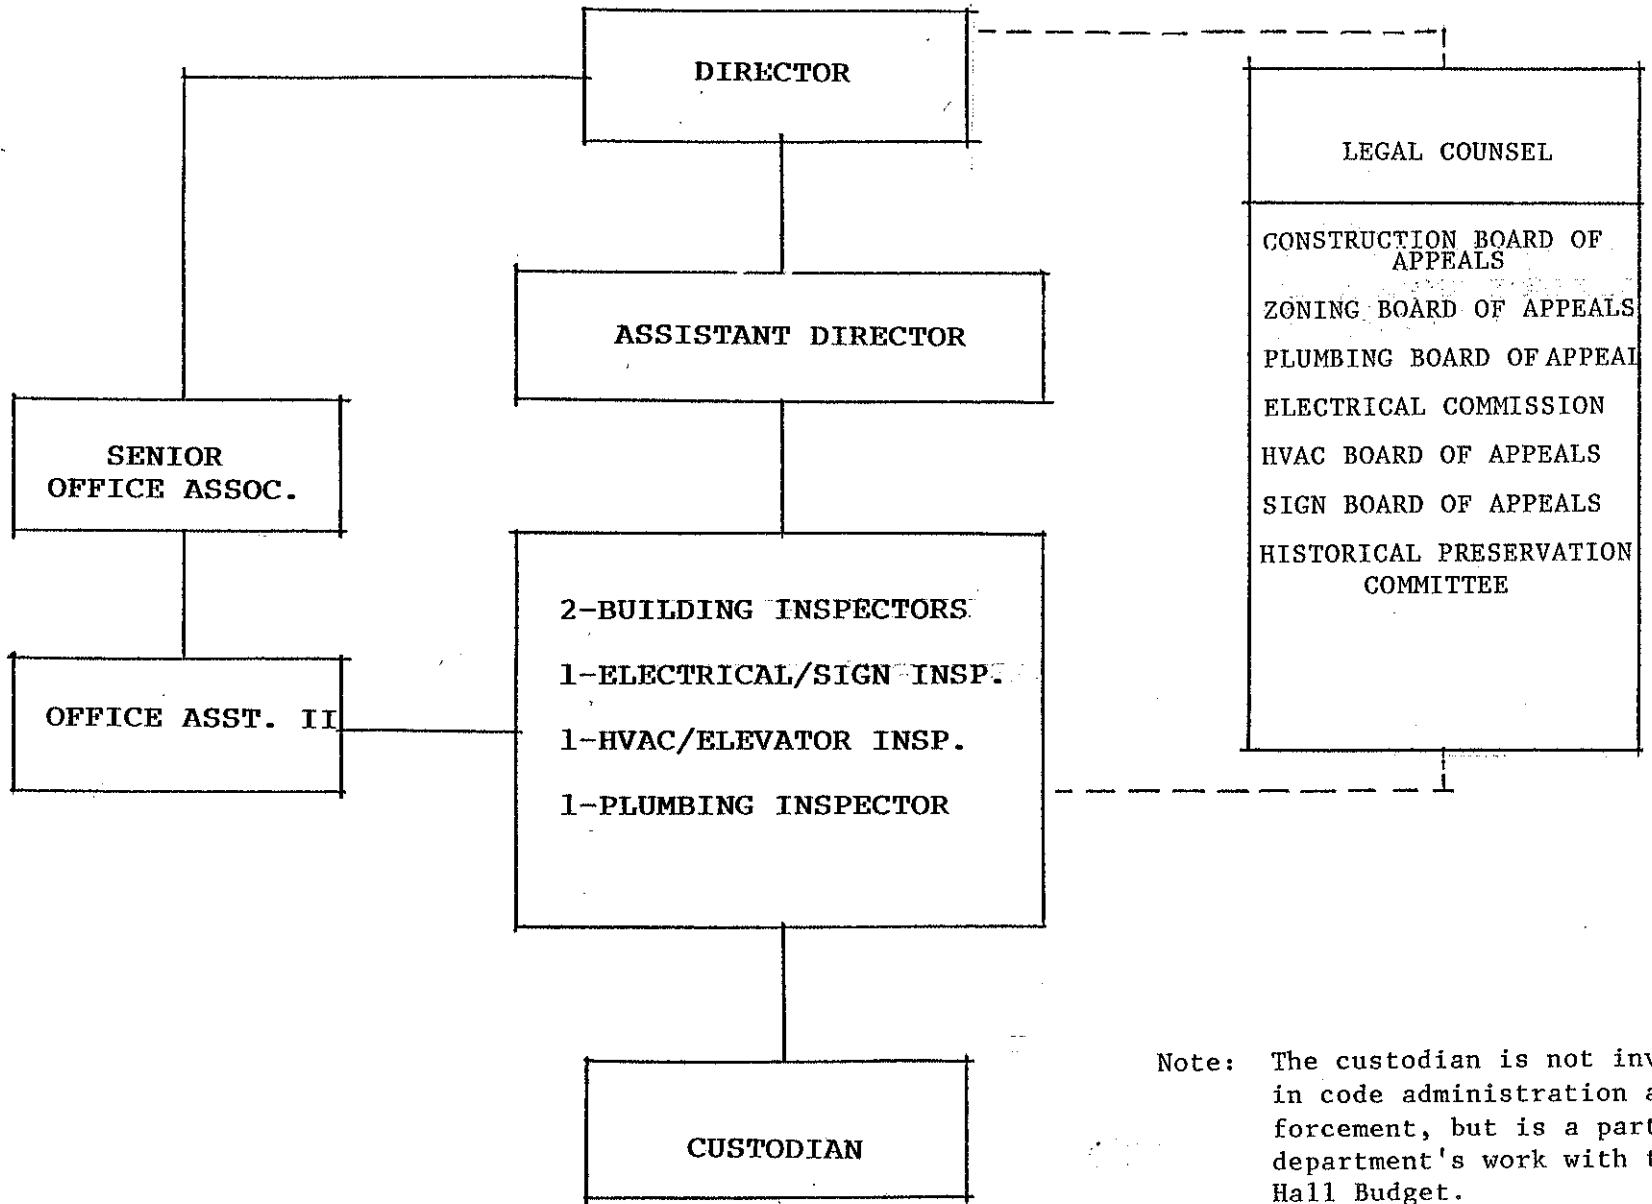 DIRECTOR
LEGAL COUNSEL
CONSTRUCTION BOARD OF
APPEALS
ZONING BOARD OF APPEALS
PLUMBING BOARD OF APPEAL
ELECTRICAL COMMISSION
HVAC BOARD OF APPEALS
SIGN BOARD OF APPEALS
HISTORICAL PRESERVATION
COMMITTEE
ASSISTANT DIRECTOR
SENIOR
OFFICE ASSOC.
OFFICE ASST. II
2-BUILDING INSPECTORS
1-ELECTRICAL/SIGN INSP.
1-HVAC/ELEVATOR INSP.
1-PLUMBING INSPECTOR
CUSTODIAN
Note: The custodian is not
in code administration
forcement, but is a part
department's work with
Hall Budget.